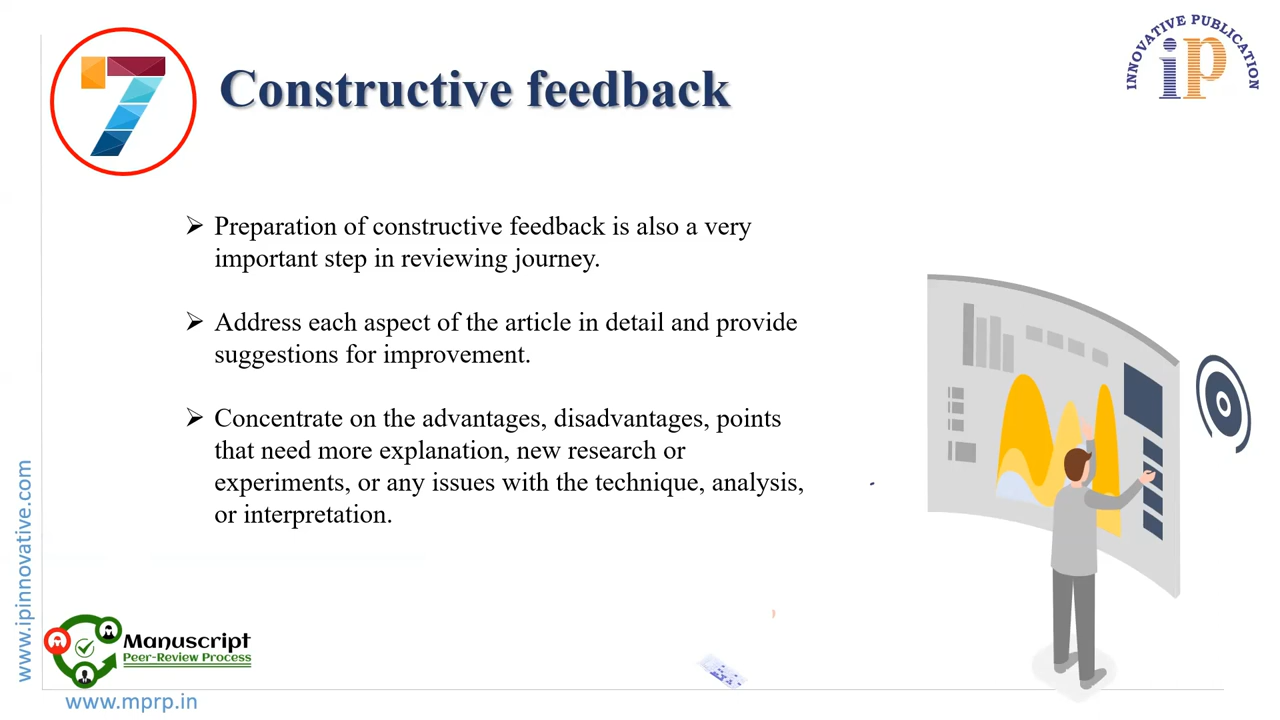 7
Constructive feedback
INNOVATIVE PUBLICATION
iP
➢ Preparation of constructive feedback is also a very
important step in reviewing journey.
➢ Address each aspect of the article in detail and provide
suggestions for improvement.
➢ Concentrate on the advantages, disadvantages, points
that need more explanation, new research or
experiments, or any issues with the technique, analysis,
or interpretation.
www.ipinnovative.com
Manuscript
Peer-Review Process
www.mprp.in